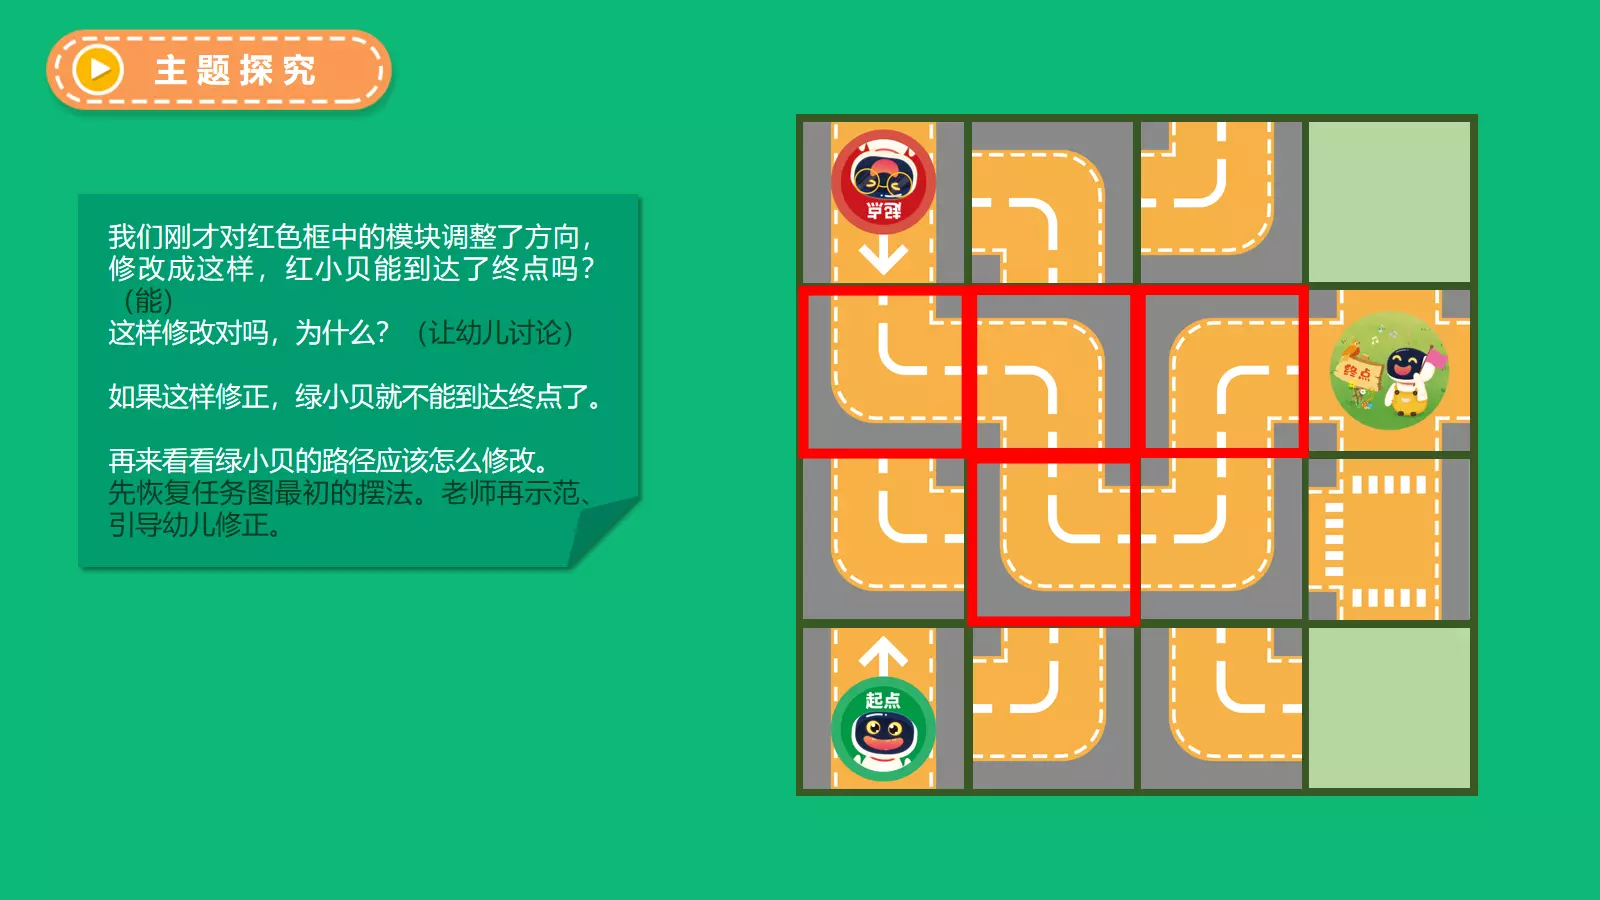 主题探究
我们刚才对红色框中的模块调整了方向，
修改成这样，红小贝能到达了终点吗？
（能）
这样修改对吗，为什么？（让幼儿讨论）
如果这样修正，绿小贝就不能到达终点了。
再来看看绿小贝的路径应该怎么修改。
先恢复任务图最初的摆法。老师再示范、
引导幼儿修正。
起点
终点
起点